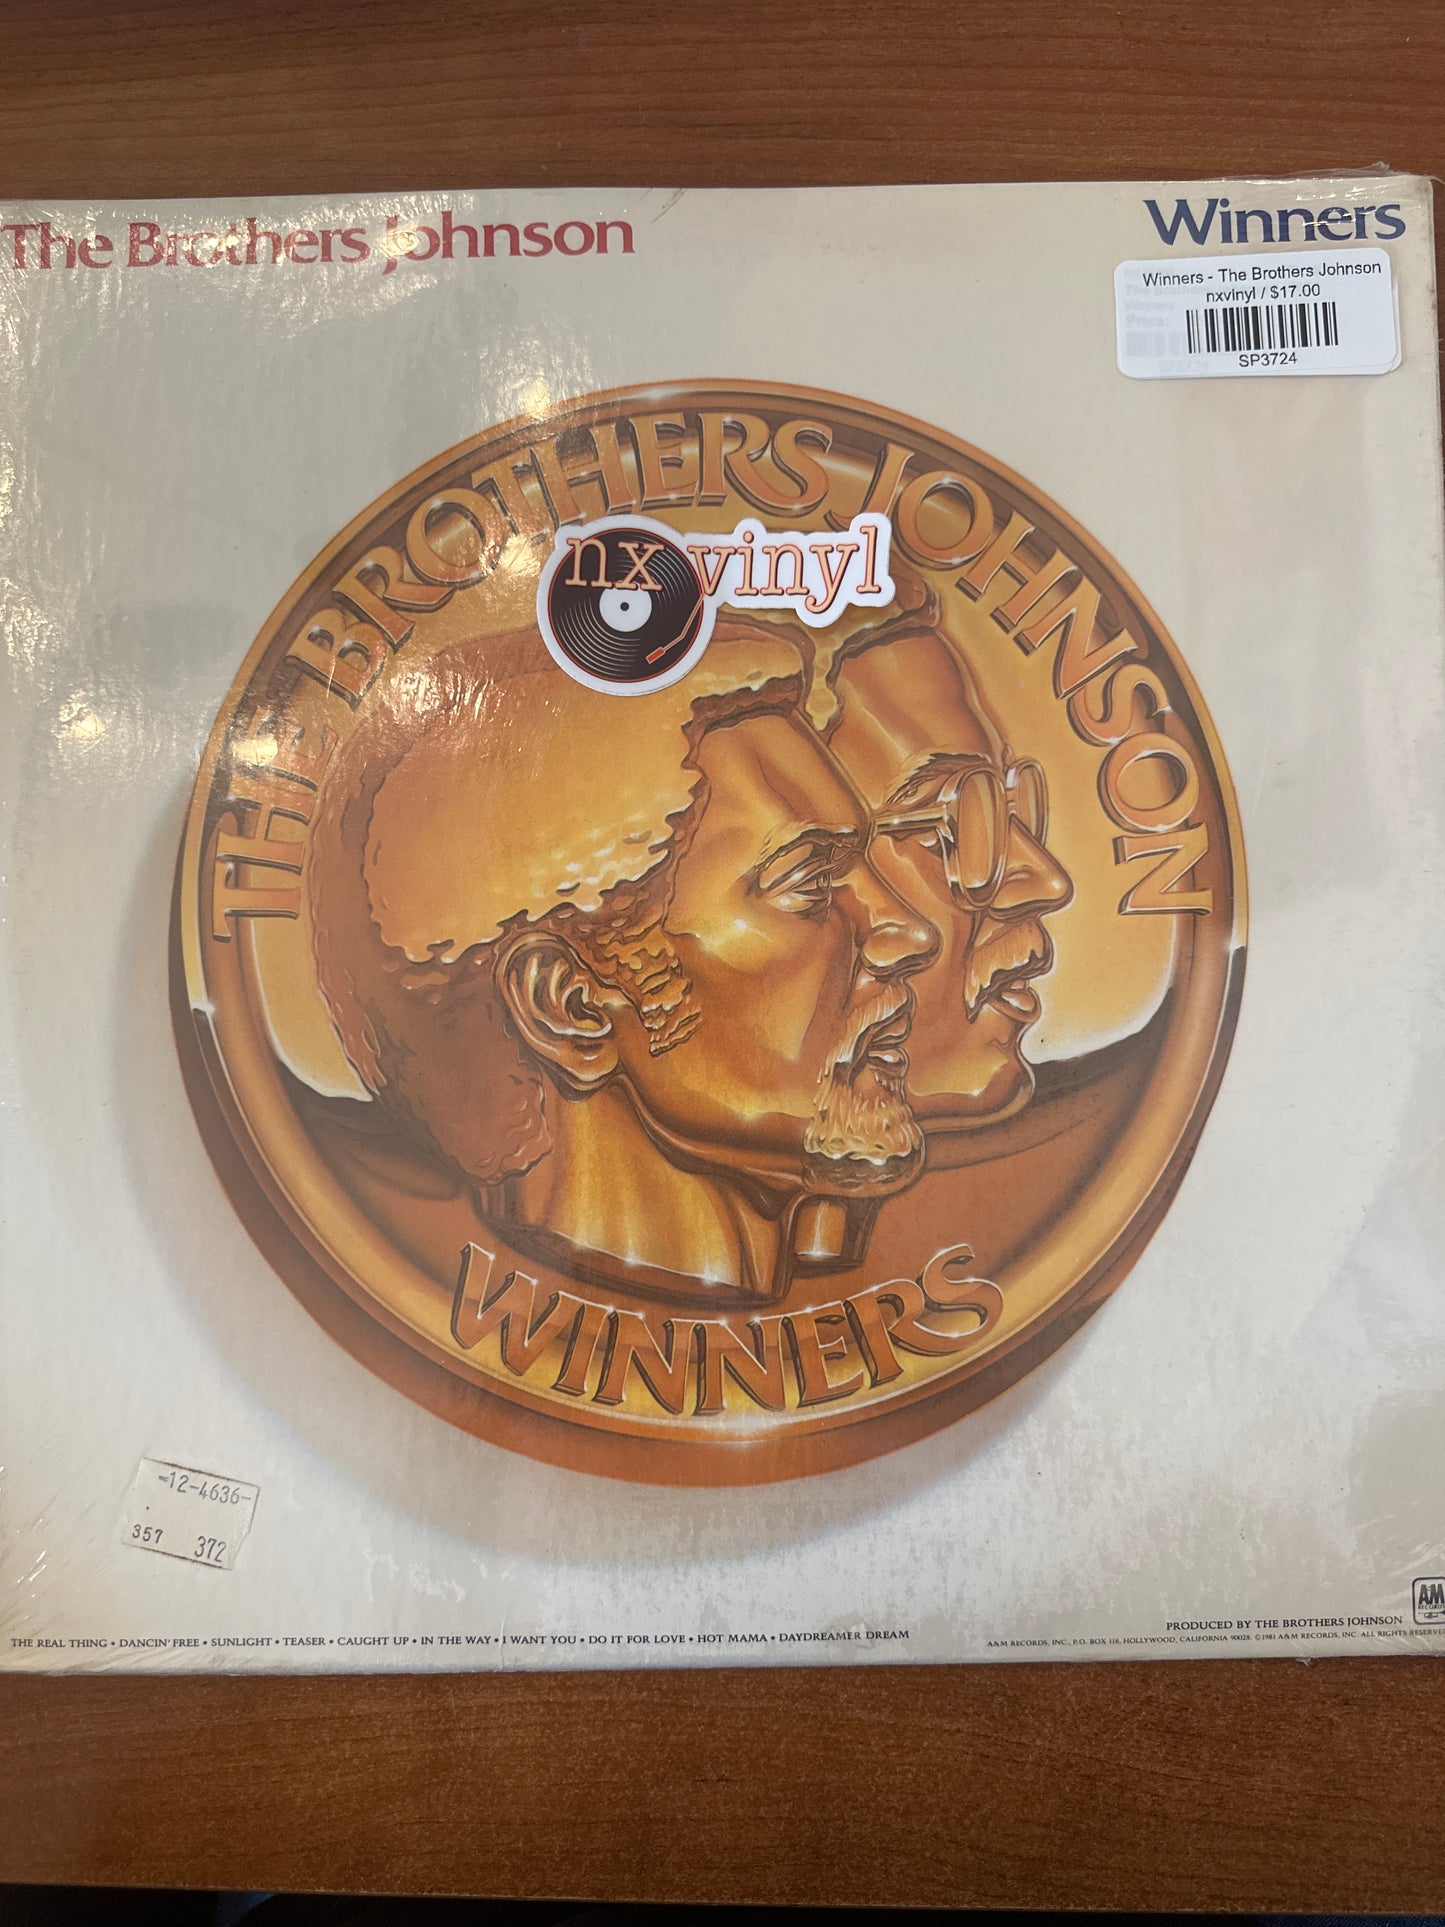 The Brothers Johnson
Winners
Winners - The Brothers Johnson
nxvinyl / $17.00
SP3724
THE BROTHERS JOHNSON
nx vinyl
WINNERS
-12-4636-
357 372
THE REAL THING • DANCIN' FREE • SUNLIGHT • TEASER • CAUGHT UP • IN THE WAY • I WANT YOU • DO IT FOR LOVE • HOT MAMA • DAYDREAMER DREAM
PRODUCED BY THE BROTHERS JOHNSON
A&M RECORDS, INC., P.O. BOX 118, HOLLYWOOD, CALIFORNIA 90028. ©1981 A&M RECORDS, INC. ALL RIGHTS RESERVED
AM
RECORDS